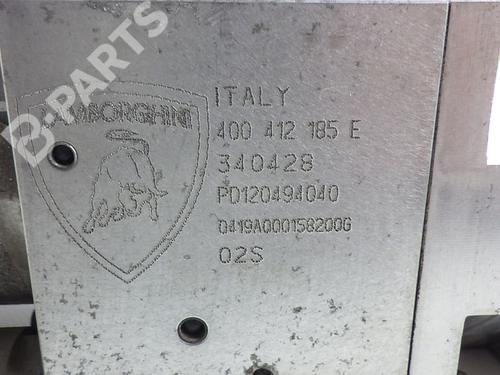 B-PARTS
LAMBORGHINI
ITALY
400 412 185 E
340428
PD120494040
0419A0001582006
02S